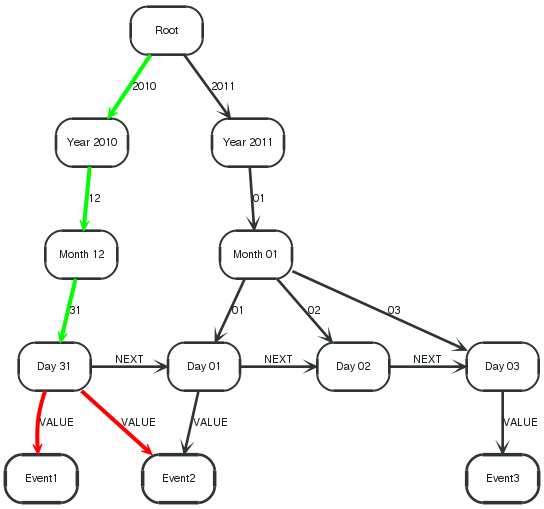 Root
2010
2011
Year 2010
Year 2011
12
01
Month 12
Month 01
31
01
02
03
Day 31
NEXT
Day 01
NEXT
Day 02
NEXT
Day 03
VALUE
VALUE
VALUE
VALUE
Event1
Event2
Event3